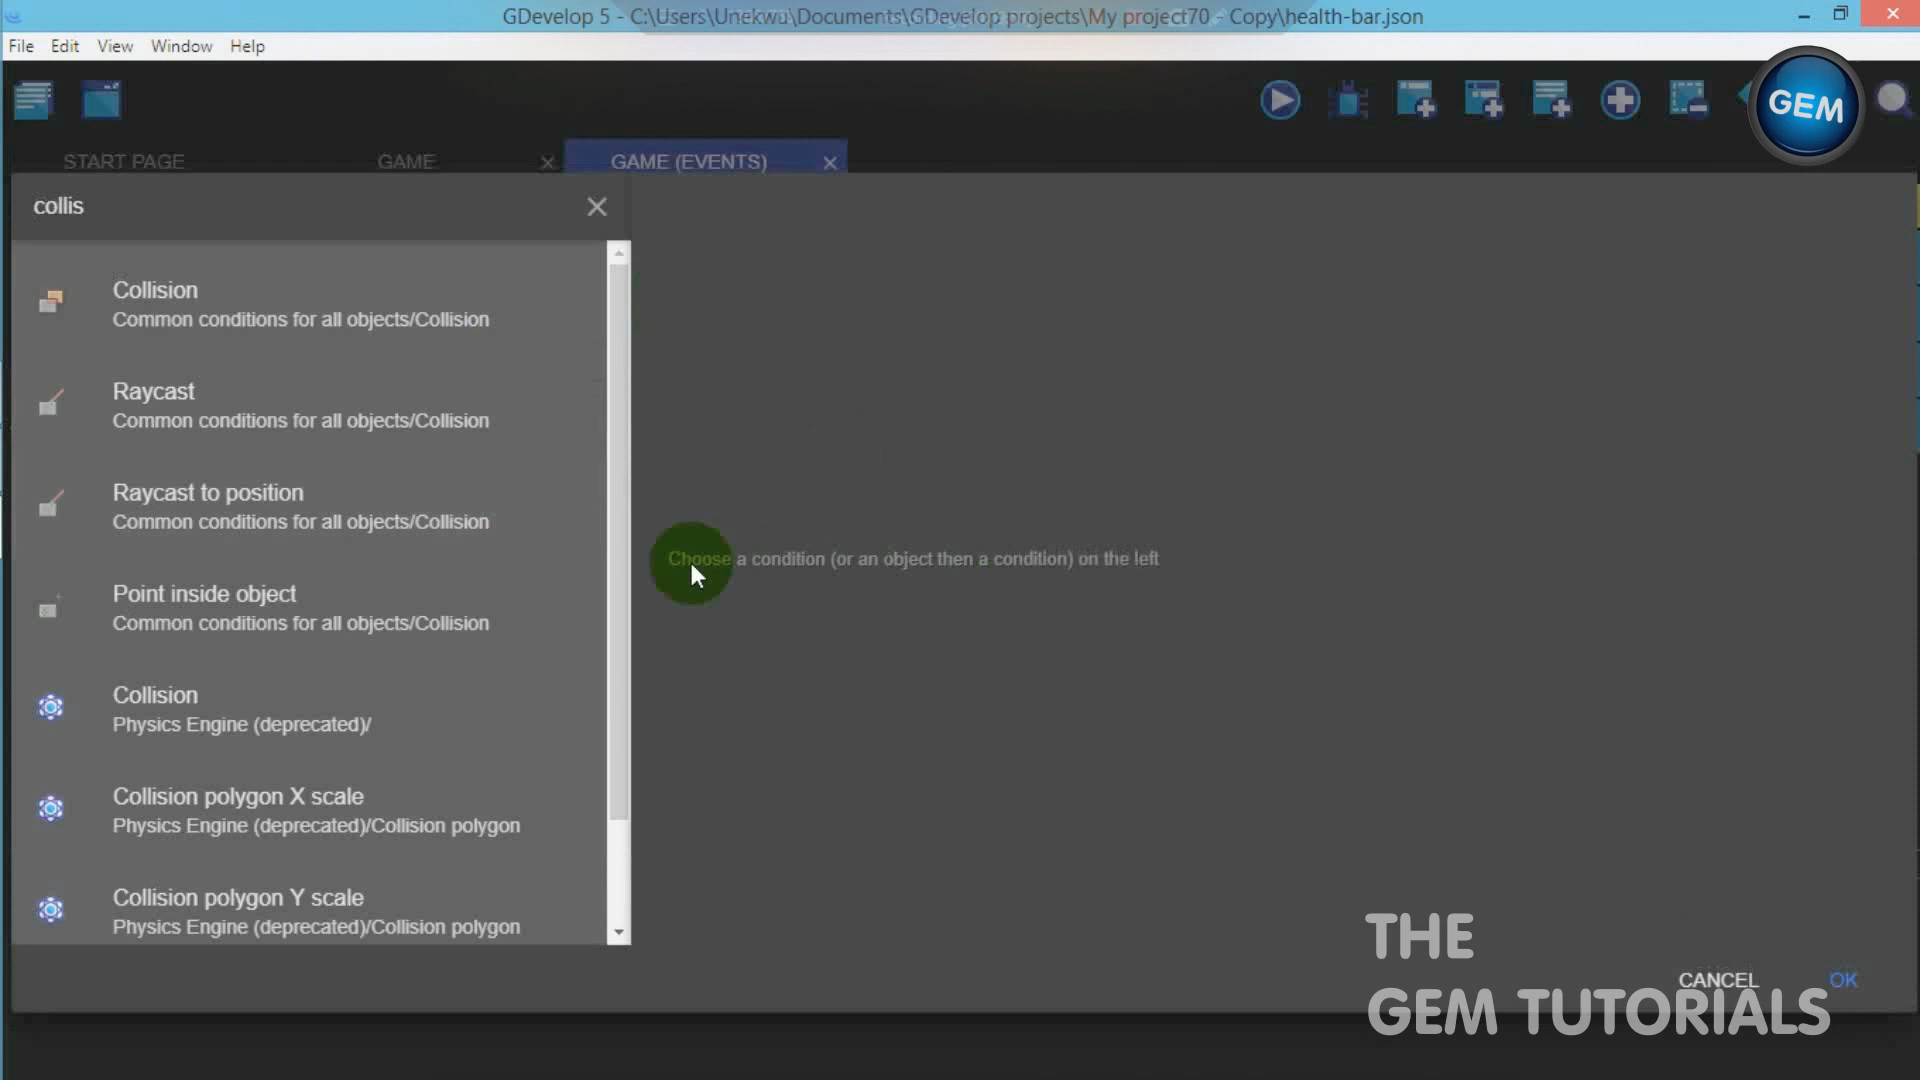 GDevelop 5 - C:\Users\Unekwu\Documents\GDevelop projects\My project70 - Copy\health-bar.json
File Edit View Window Help
GEM
START PAGE GAME GAME (EVENTS)
collis
Collision
Common conditions for all objects/Collision
Raycast
Common conditions for all objects/Collision
Raycast to position
Common conditions for all objects/Collision
Point inside object
Common conditions for all objects/Collision
Collision
Physics Engine (deprecated)/
Collision polygon X scale
Physics Engine (deprecated)/Collision polygon
Collision polygon Y scale
Physics Engine (deprecated)/Collision polygon
Choose a condition (or an object then a condition) on the left
CANCEL OK
THE
GEM TUTORIALS